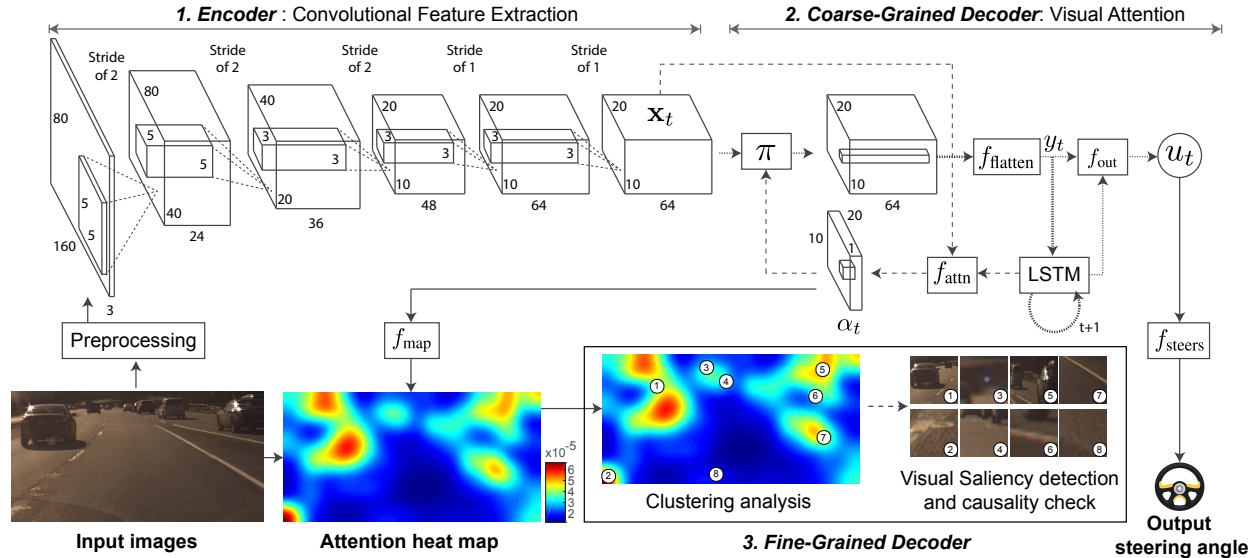 1. Encoder : Convolutional Feature Extraction
2. Coarse-Grained Decoder: Visual Attention
Stride
of 2
Stride
of 2
Stride
of 2
Stride
of 1
Stride
of 1
80
5
5
160
3
80
5
5
40
24
40
3
3
20
36
20
3
3
10
48
20
3
3
10
64
20
x_t
10
64
π
20
10
64
f_flatten
y_t
f_out
u_t
20
10
1
α_t
f_attn
LSTM
t+1
f_steers
Preprocessing
f_map
x10^-5
6
5
4
3
2
1
1
2
3
4
5
6
7
8
1
3
5
7
2
4
6
8
Clustering analysis
Visual Saliency detection
and causality check
Input images
Attention heat map
3. Fine-Grained Decoder
Output
steering angle